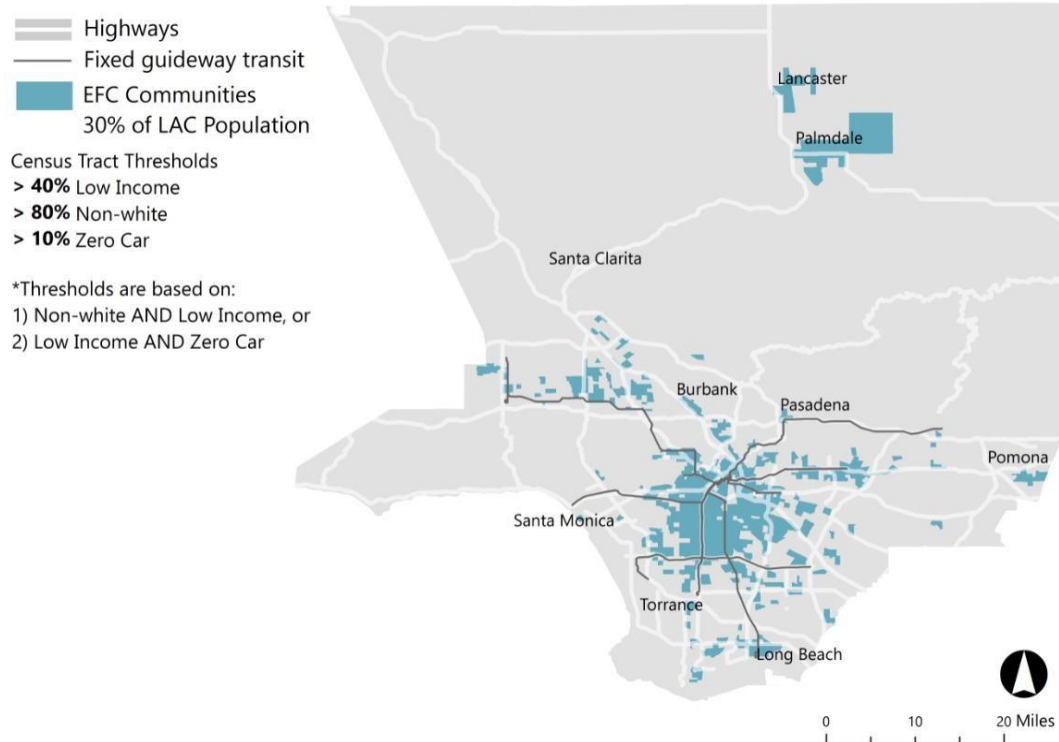 Highways
Fixed guideway transit
EFC Communities
30% of LAC Population
Census Tract Thresholds
> 40% Low Income
> 80% Non-white
> 10% Zero Car
*Thresholds are based on:
1) Non-white AND Low Income, or
2) Low Income AND Zero Car
Lancaster
Palmdale
Santa Clarita
Burbank
Pasadena
Pomona
Santa Monica
Torrance
Long Beach
0 10 20 Miles